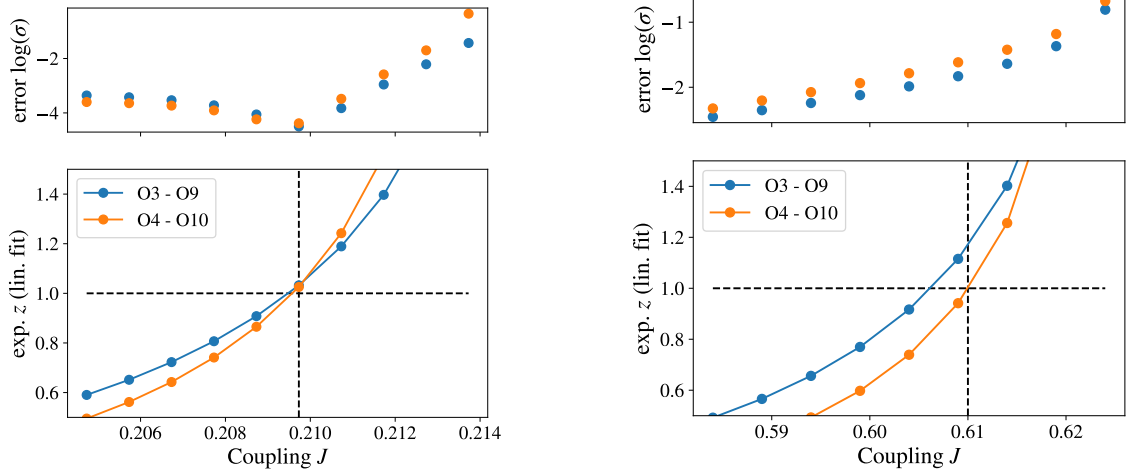 error log(σ)
−2
−4
exp. z (lin. fit)
1.4
1.2
1.0
0.8
0.6
O3 - O9
O4 - O10
0.206
0.208
0.210
0.212
0.214
Coupling J
error log(σ)
−1
−2
exp. z (lin. fit)
1.4
1.2
1.0
0.8
0.6
O3 - O9
O4 - O10
0.59
0.60
0.61
0.62
Coupling J